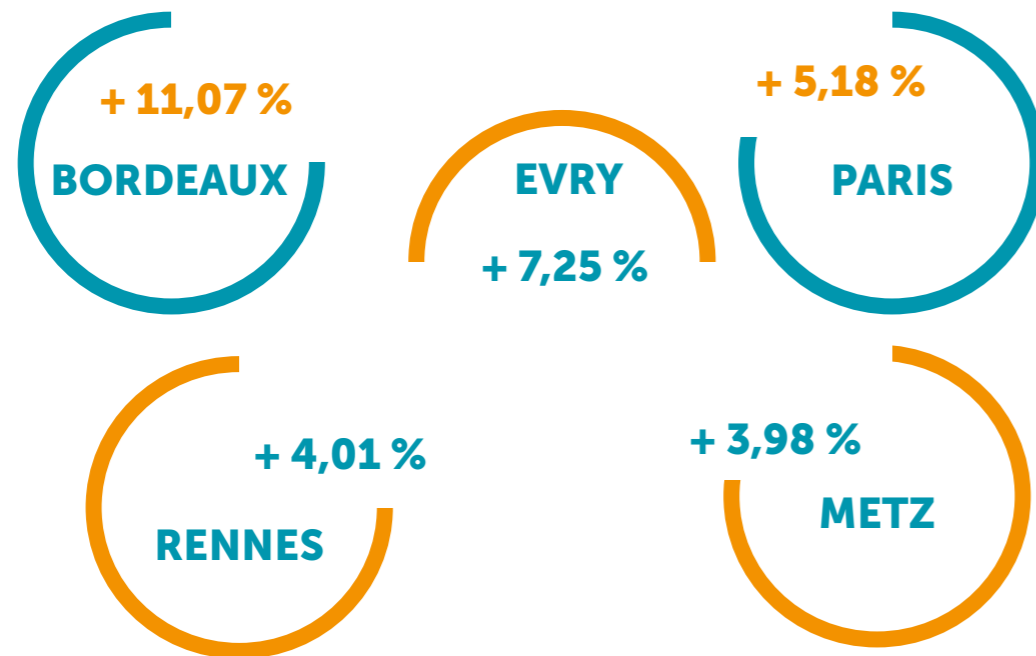 + 11,07 %
BORDEAUX
EVRY
+ 7,25 %
+ 5,18 %
PARIS
+ 4,01 %
RENNES
+ 3,98 %
METZ